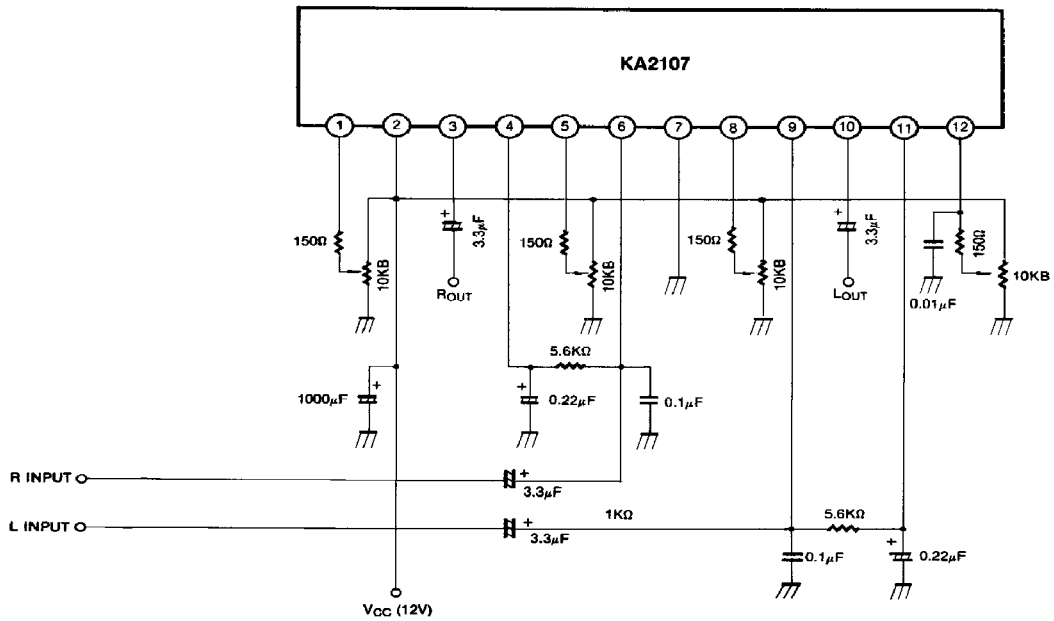 KA2107
1 2 3 4 5 6 7 8 9 10 11 12
150Ω
10KB
+
3.3μF
ROUT
150Ω
10KB
150Ω
10KB
+
3.3μF
LOUT
0.01μF
150Ω
10KB
1000μF
+
5.6KΩ
+
0.22μF
0.1μF
R INPUT
+
3.3μF
L INPUT
+
3.3μF
1KΩ
5.6KΩ
0.1μF
+
0.22μF
VCC (12V)